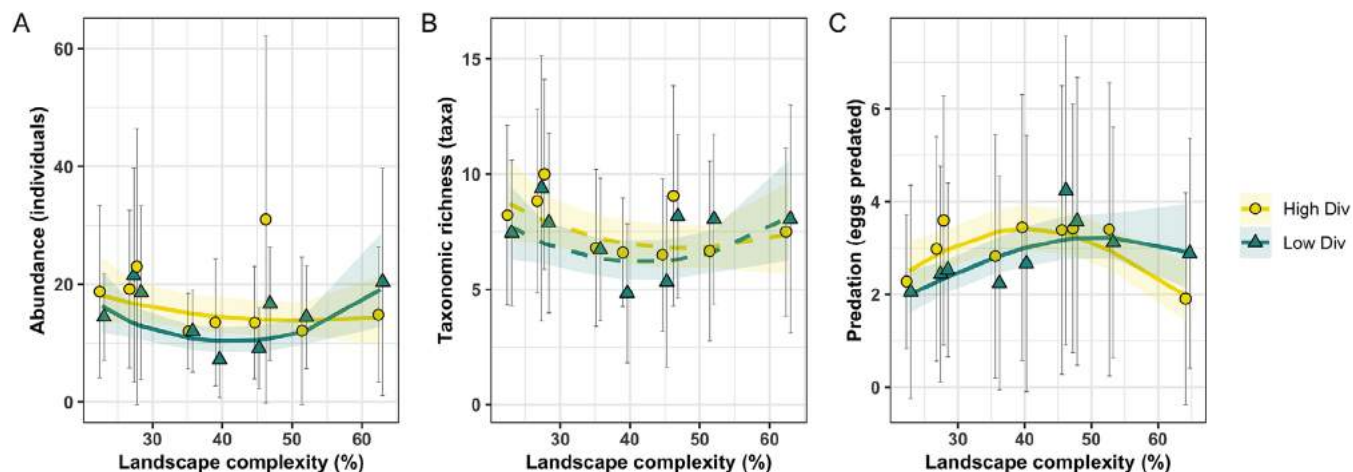 A
B
C
Abundance (individuals)
60
40
20
0
30
40
50
60
Landscape complexity (%)
Taxonomic richness (taxa)
15
10
5
0
30
40
50
60
Landscape complexity (%)
Predation (eggs predated)
6
4
2
0
30
40
50
60
Landscape complexity (%)
High Div
Low Div